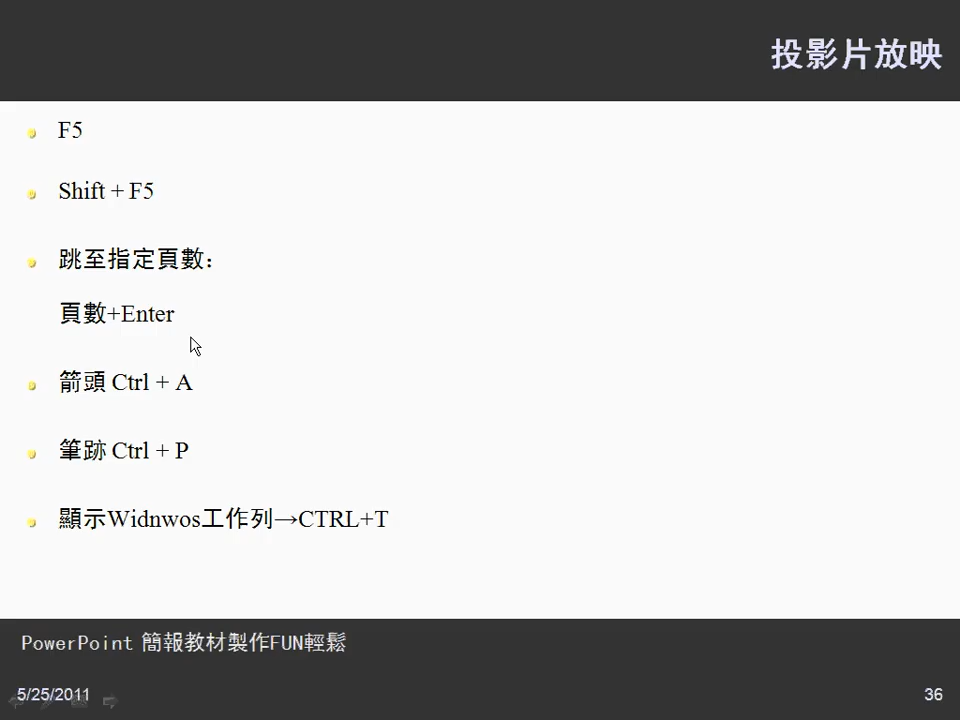 投影片放映
F5
Shift + F5
跳至指定頁數：
頁數+Enter
箭頭 Ctrl + A
筆跡 Ctrl + P
顯示Widnwos工作列→CTRL+T
PowerPoint 簡報教材製作FUN輕鬆
5/25/2011
36